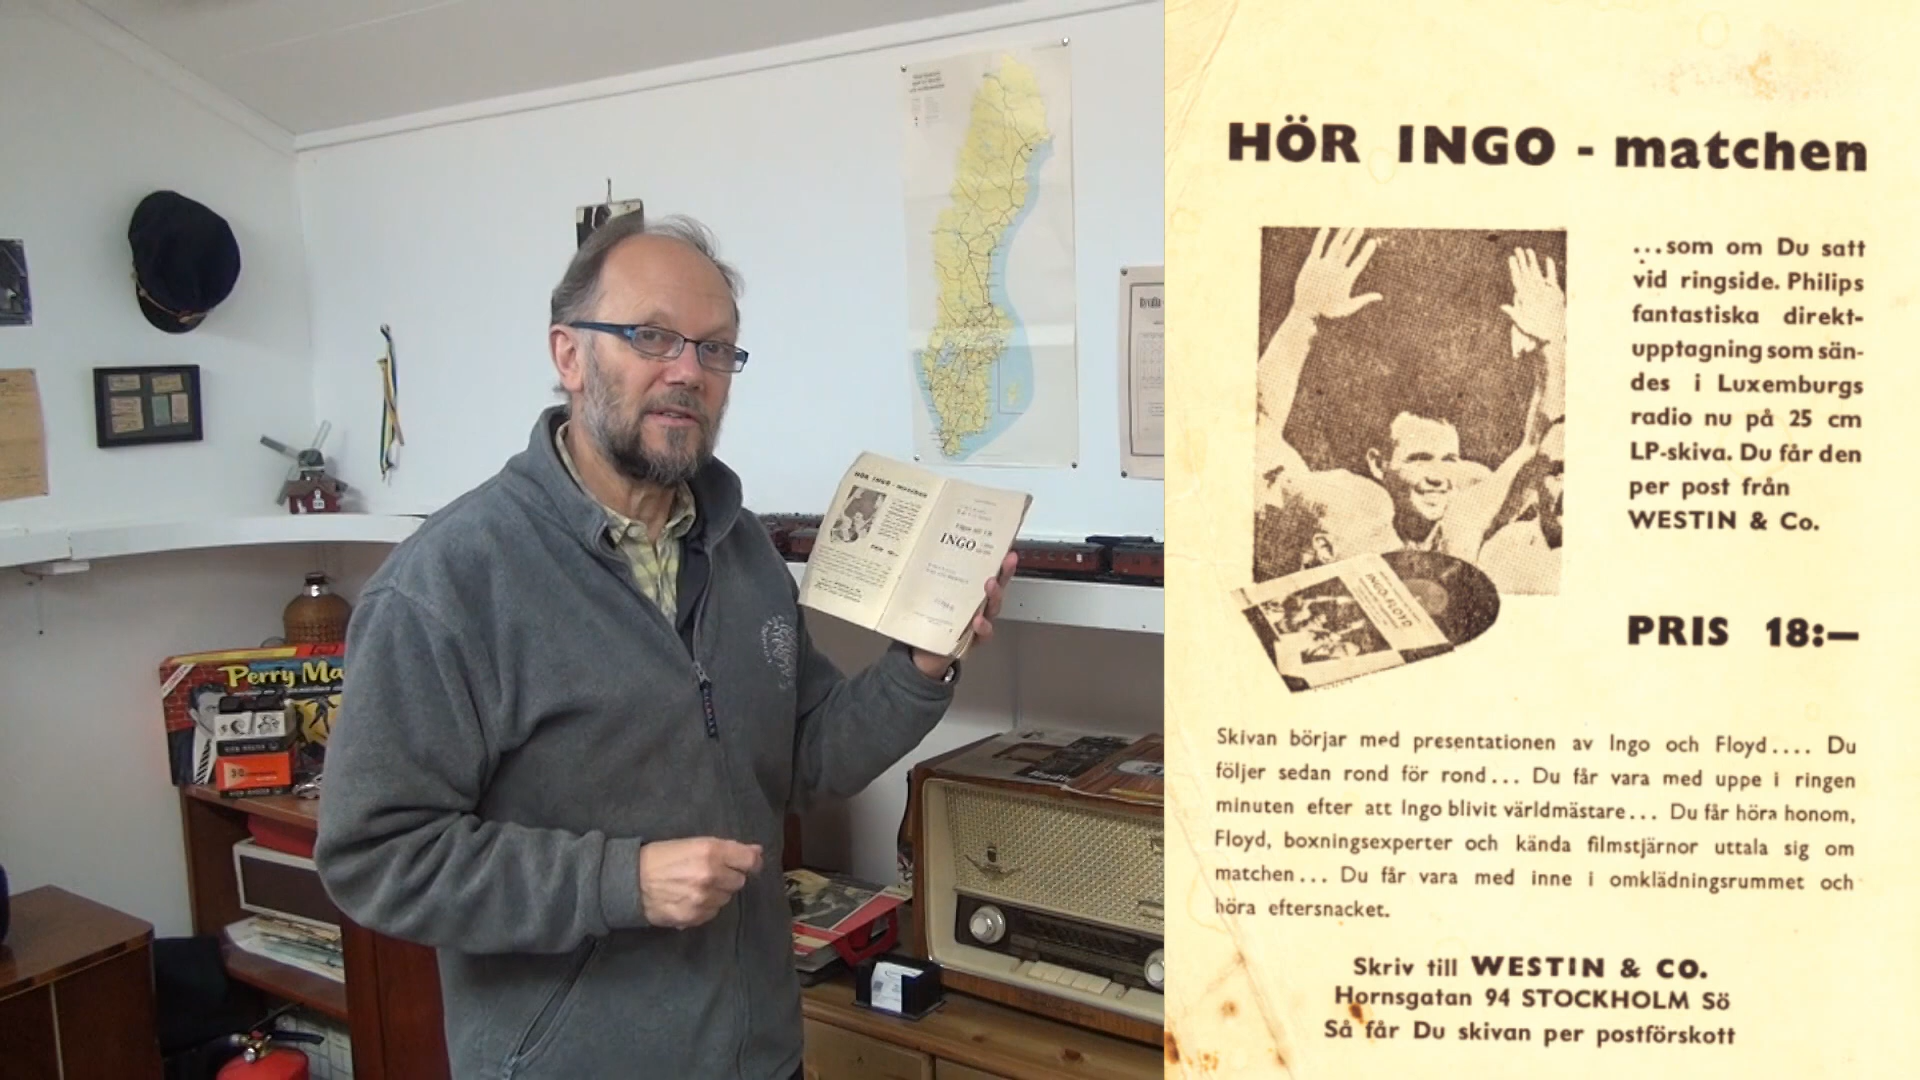 Perry Ma
3-D
HÖR INGO - matchen
INGO
HÖR INGO - matchen
...som om Du satt
vid ringside. Philips
fantastiska direkt-
upptagning som sän-
des i Luxemburgs
radio nu på 25 cm
LP-skiva. Du får den
per post från
WESTIN & Co.
INGO-FLOYD
PRIS 18:—
Skivan börjar med presentationen av Ingo och Floyd.... Du
följer sedan rond för rond... Du får vara med uppe i ringen
minuten efter att Ingo blivit världmästare... Du får höra honom,
Floyd, boxningsexperter och kända filmstjärnor uttala sig om
matchen... Du får vara med inne i omklädningsrummet och
höra eftersnacket.
Skriv till WESTIN & CO.
Hornsgatan 94 STOCKHOLM Sö
Så får Du skivan per postförskott